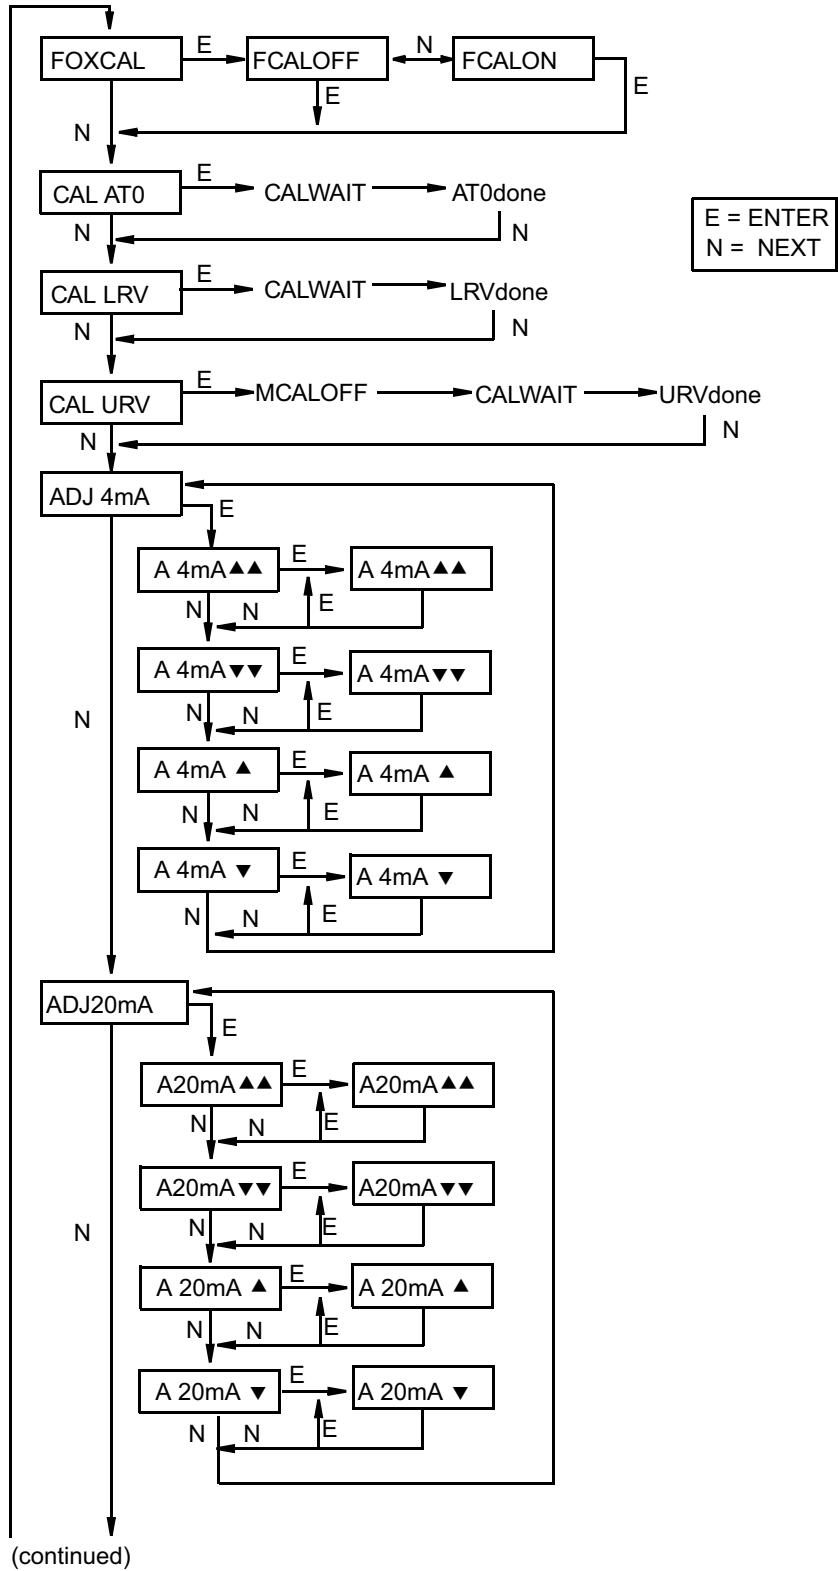 E N
FOXCAL FCALOFF FCALON
E E
N
E
CAL AT0 CALWAIT AT0done
E = ENTER
N = NEXT
N N
E
CAL LRV CALWAIT LRVdone
N N
E
CAL URV MCALOFF CALWAIT URVdone
N N
ADJ 4mA
E
E
A 4mA▲▲ A 4mA▲▲
N N E
E
A 4mA▼▼ A 4mA▼▼
N N N E
E
A 4mA ▲ A 4mA ▲
N N E
E
A 4mA ▼ A 4mA ▼
N N E
ADJ20mA
E
E
A20mA▲▲ A20mA▲▲
N N E
E
A20mA▼▼ A20mA▼▼
N N N E
E
A 20mA ▲ A 20mA ▲
N N E
E
A 20mA ▼ A 20mA ▼
N N E
(continued)